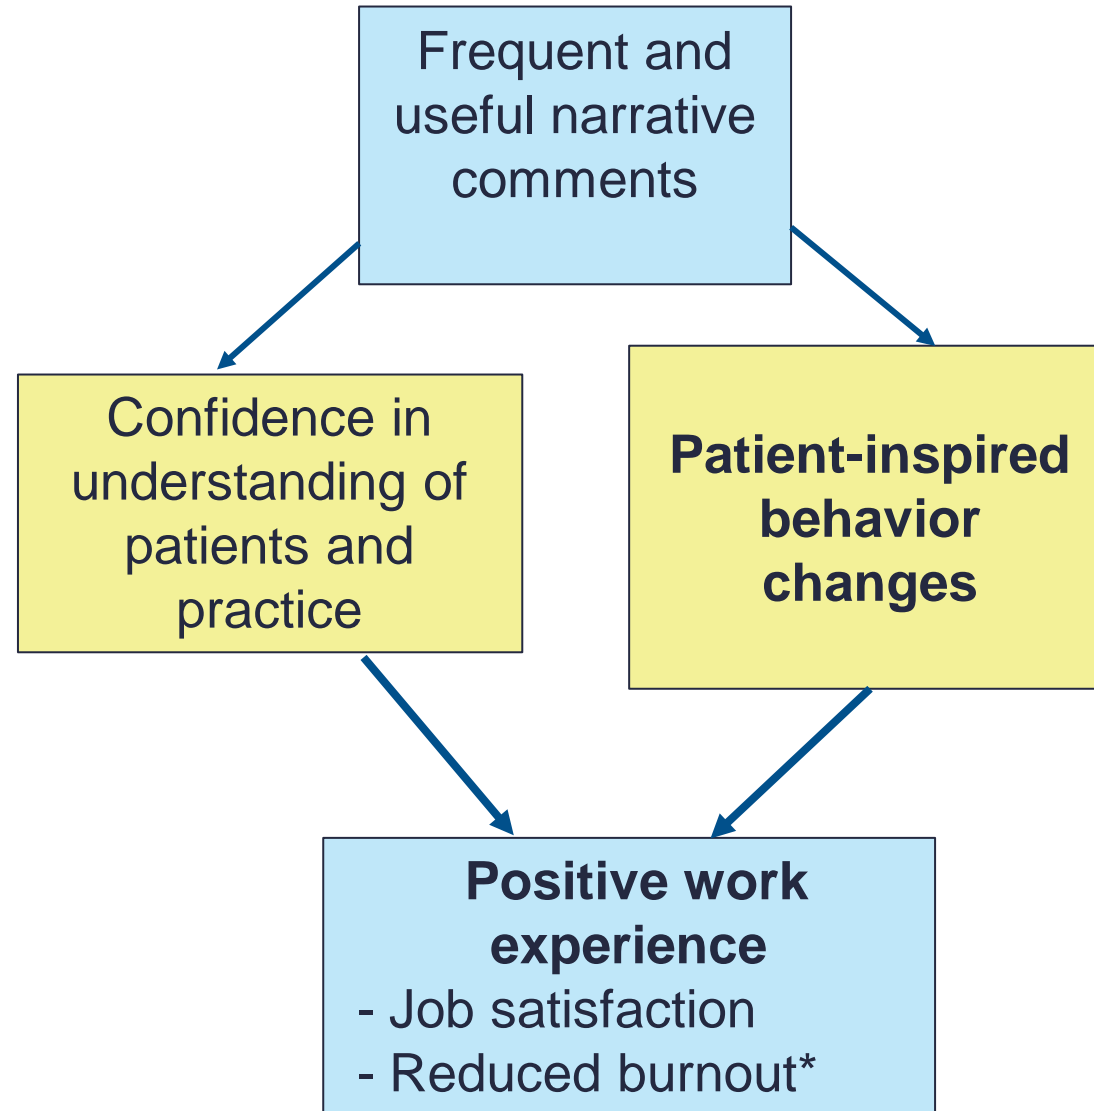 Frequent and
useful narrative
comments
Confidence in
understanding of
patients and
practice
Patient-inspired
behavior
changes
Positive work
experience
- Job satisfaction
- Reduced burnout*